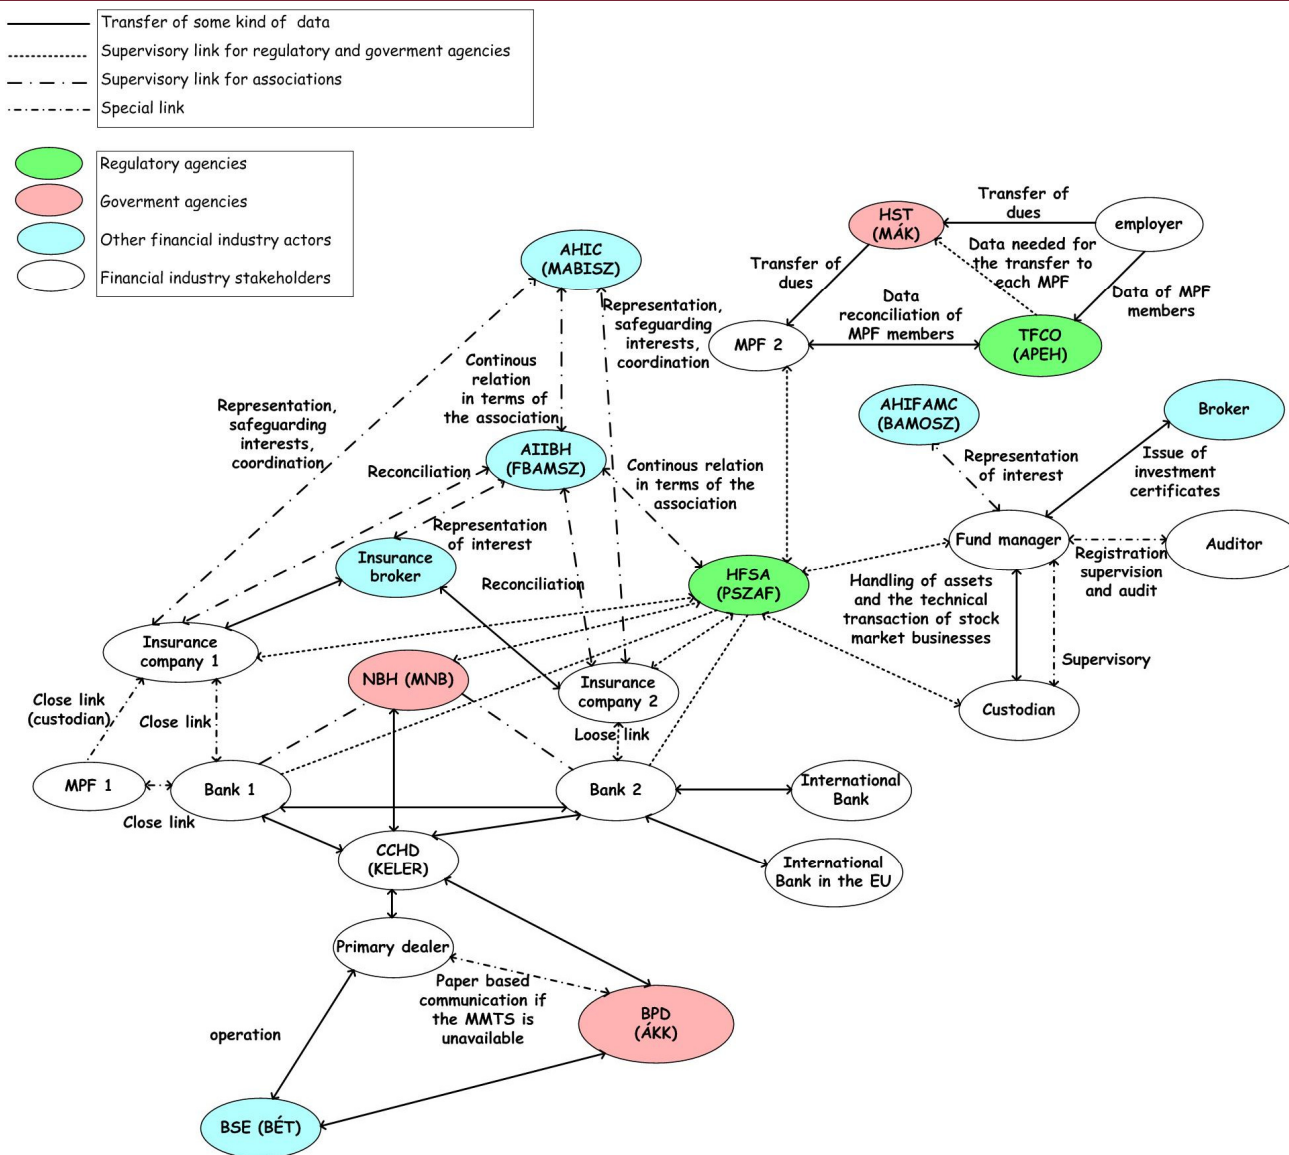 Transfer of some kind of  data
Supervisory link for regulatory and goverment agencies
Supervisory link for associations
Special link
Regulatory agencies
Goverment agencies
Other financial industry actors
Financial industry stakeholders
HST
(MÁK)
Transfer of
dues
employer
Data needed for
the transfer to
each MPF
Transfer of
dues
Data of MPF
members
Data
reconciliation of
MPF members
MPF 2
TFCO
(APEH)
AHIC
(MABISZ)
Representation,
safeguarding
interests,
coordination
Continous
relation
in terms of
the association
Representation,
safeguarding
interests,
coordination
AHIFAMC
(BAMOSZ)
Broker
Representation
of interest
Issue of
investment
certificates
AIIBH
(FBAMSZ)
Reconciliation
Continous relation
in terms of the
association
Representation
of interest
Insurance
broker
Reconciliation
HFSA
(PSZAF)
Fund manager
Auditor
Registration
supervision
and audit
Handling of assets
and the technical
transaction of stock
market businesses
Supervisory
Custodian
Insurance
company 1
NBH (MNB)
Insurance
company 2
Close link
(custodian)
Close link
Loose link
MPF 1
Bank 1
Close link
Bank 2
International
Bank
International
Bank in the EU
CCHD
(KELER)
Primary dealer
Paper based
communication if
the MMTS is
unavailable
BPD
(ÁKK)
operation
BSE (BÉT)